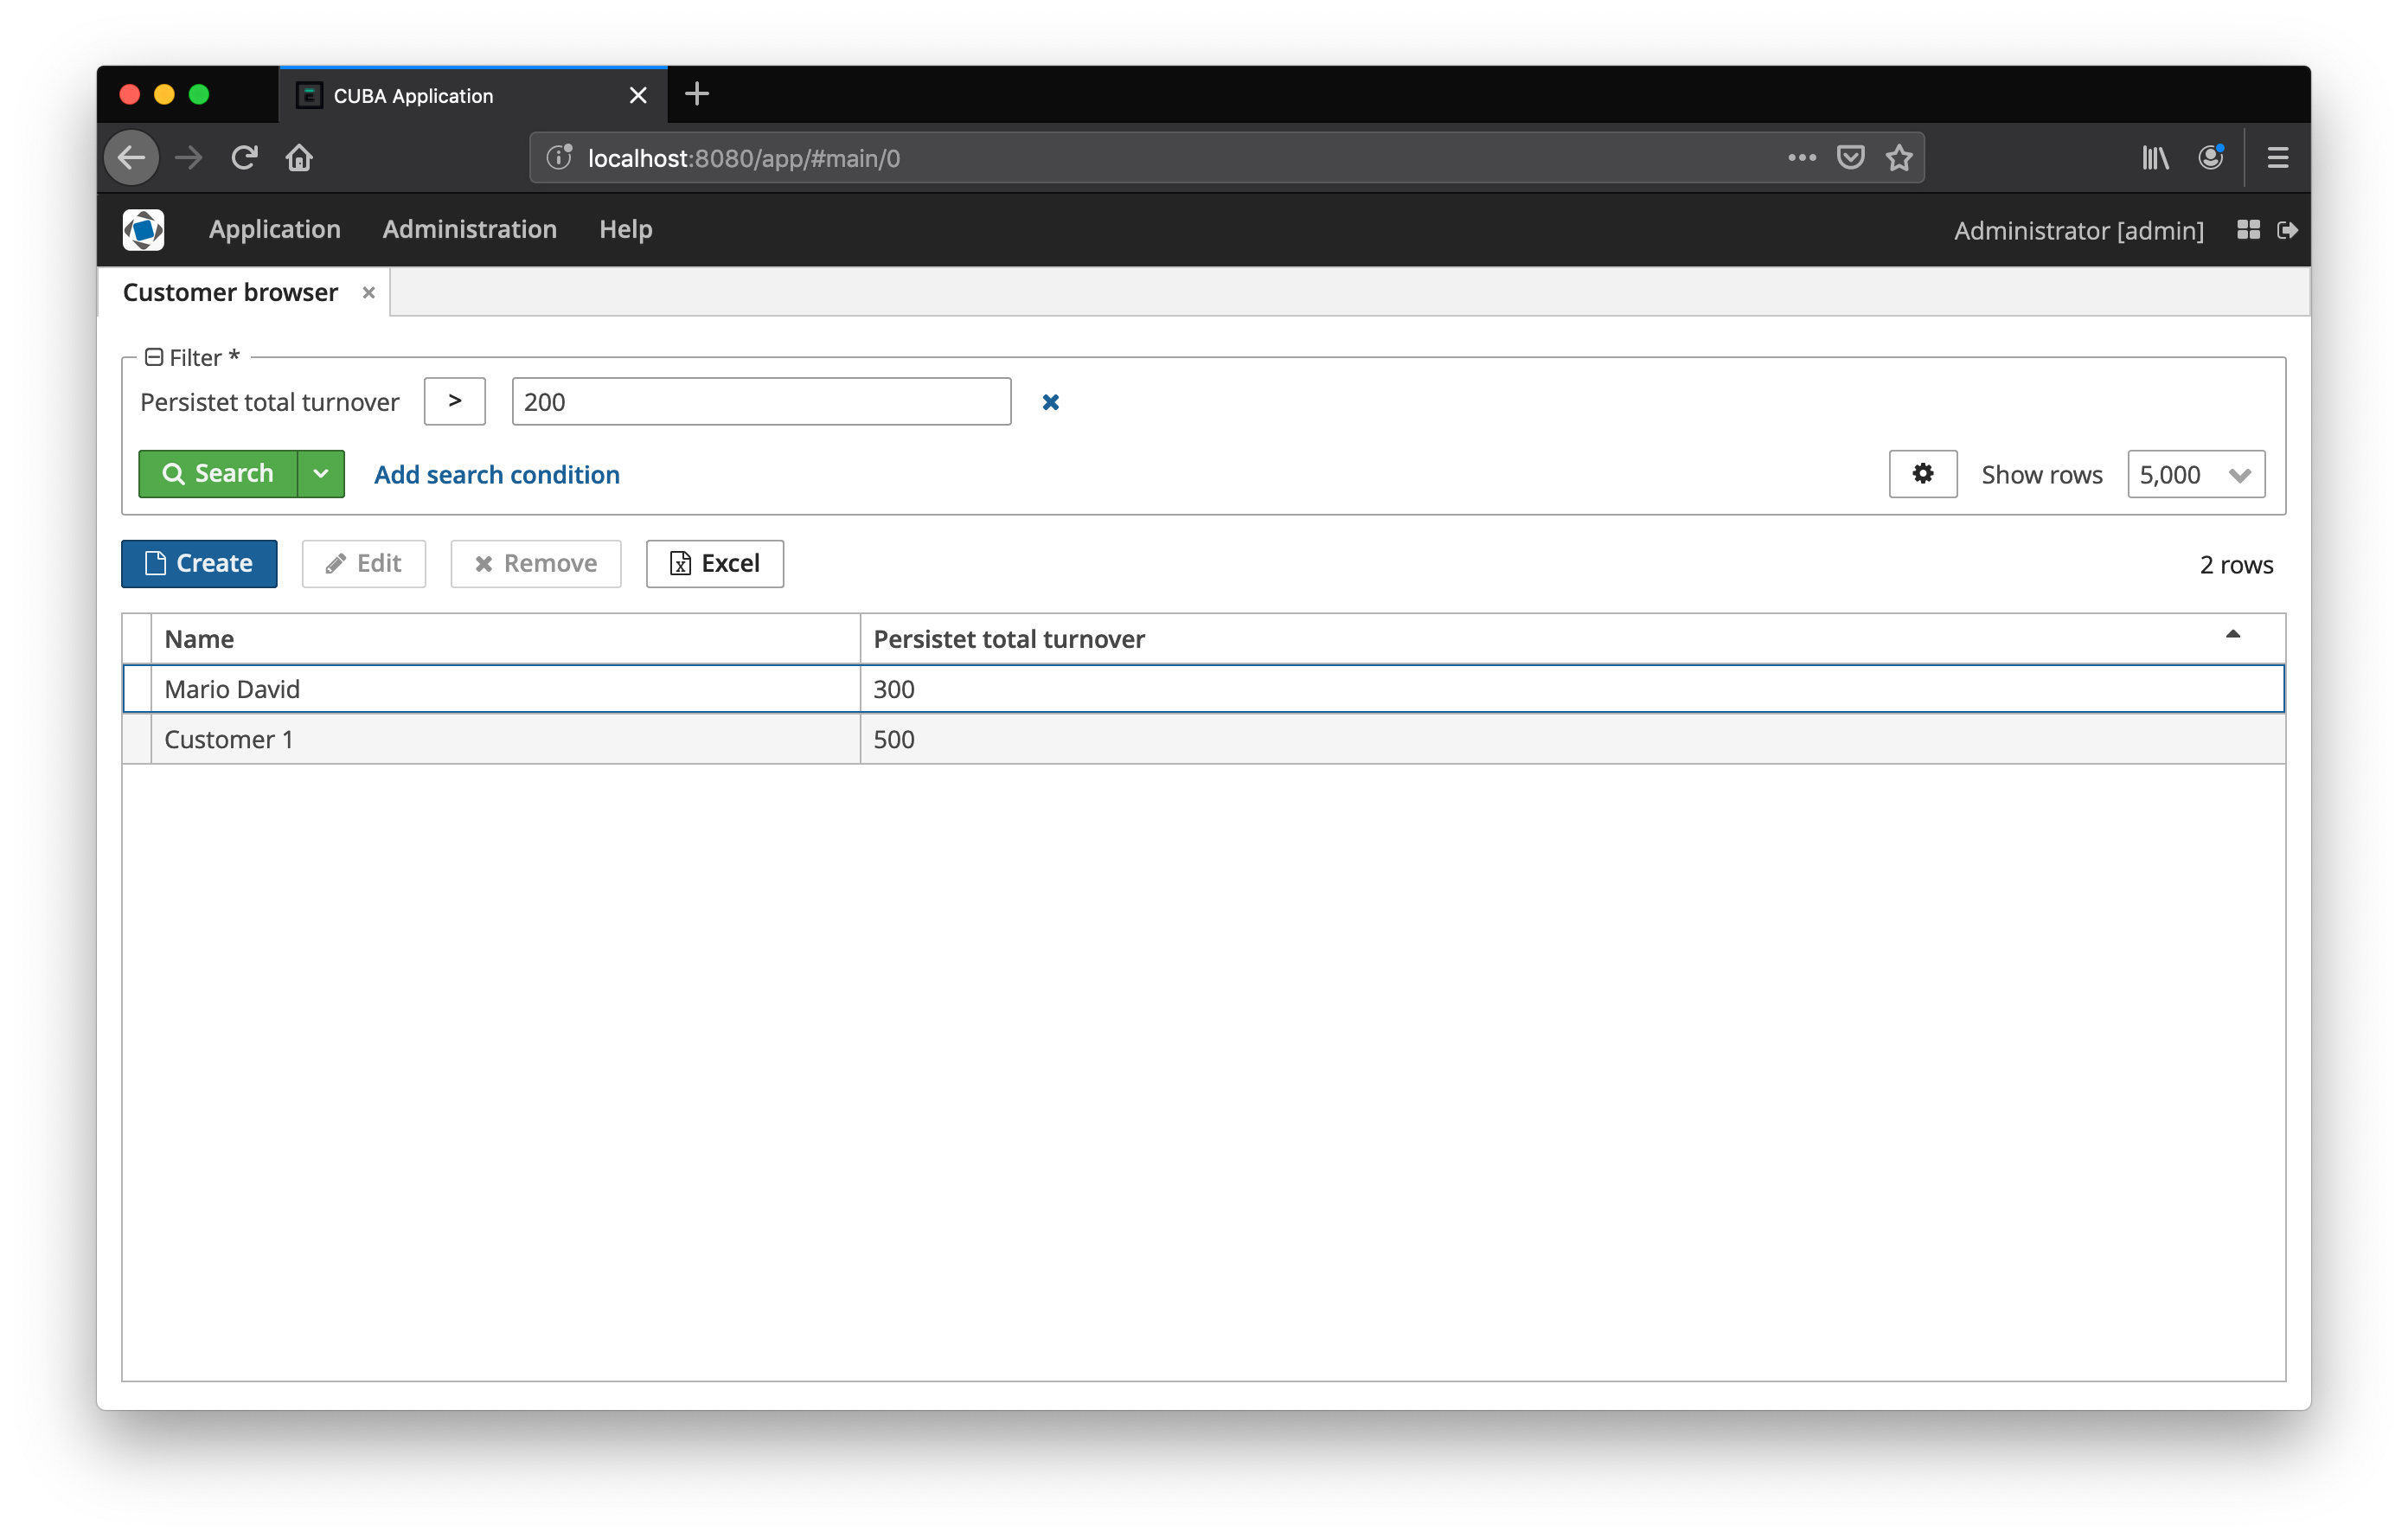 CUBA Application
localhost:8080/app/#main/0
Application Administration Help Administrator [admin]
Customer browser
Filter *
Persistet total turnover > 200
Search Add search condition Show rows 5,000
Create Edit Remove Excel 2 rows
Name Persistet total turnover
Mario David 300
Customer 1 500